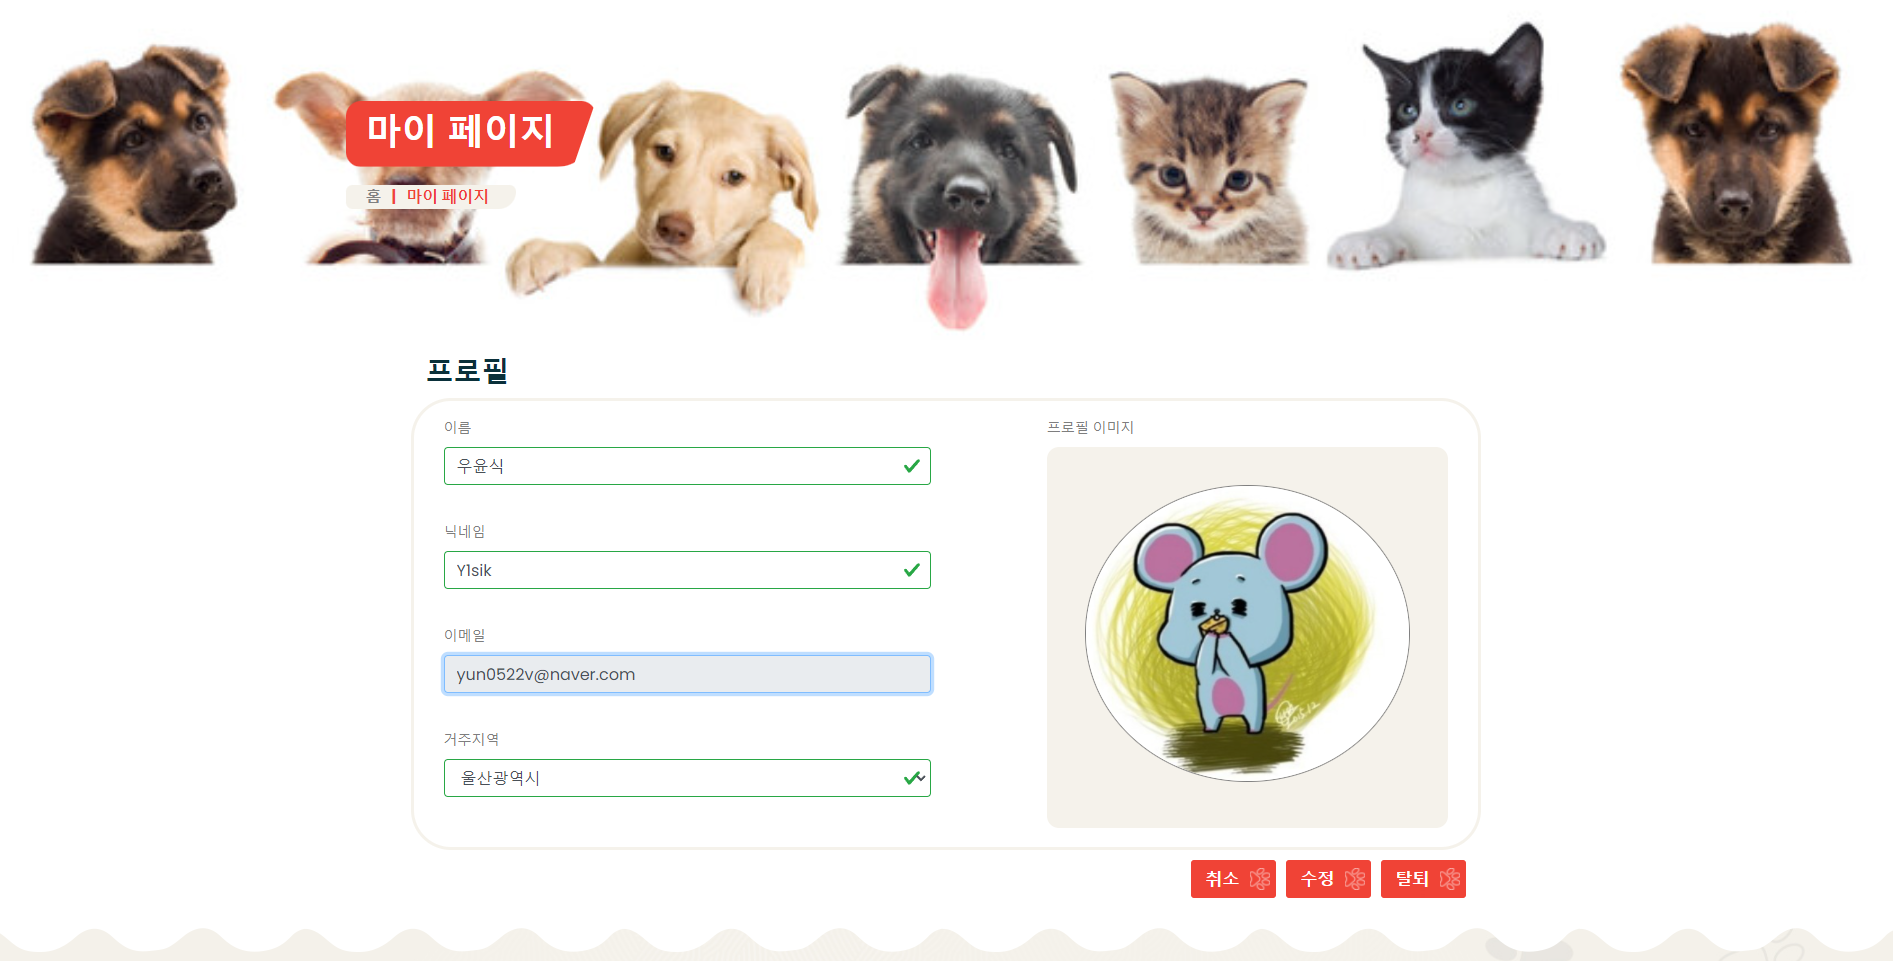 마이 페이지
홈 | 마이 페이지
프로필
이름
우윤식
닉네임
Y1sik
이메일
yun0522v@naver.com
거주지역
울산광역시
프로필 이미지
취소
수정
탈퇴